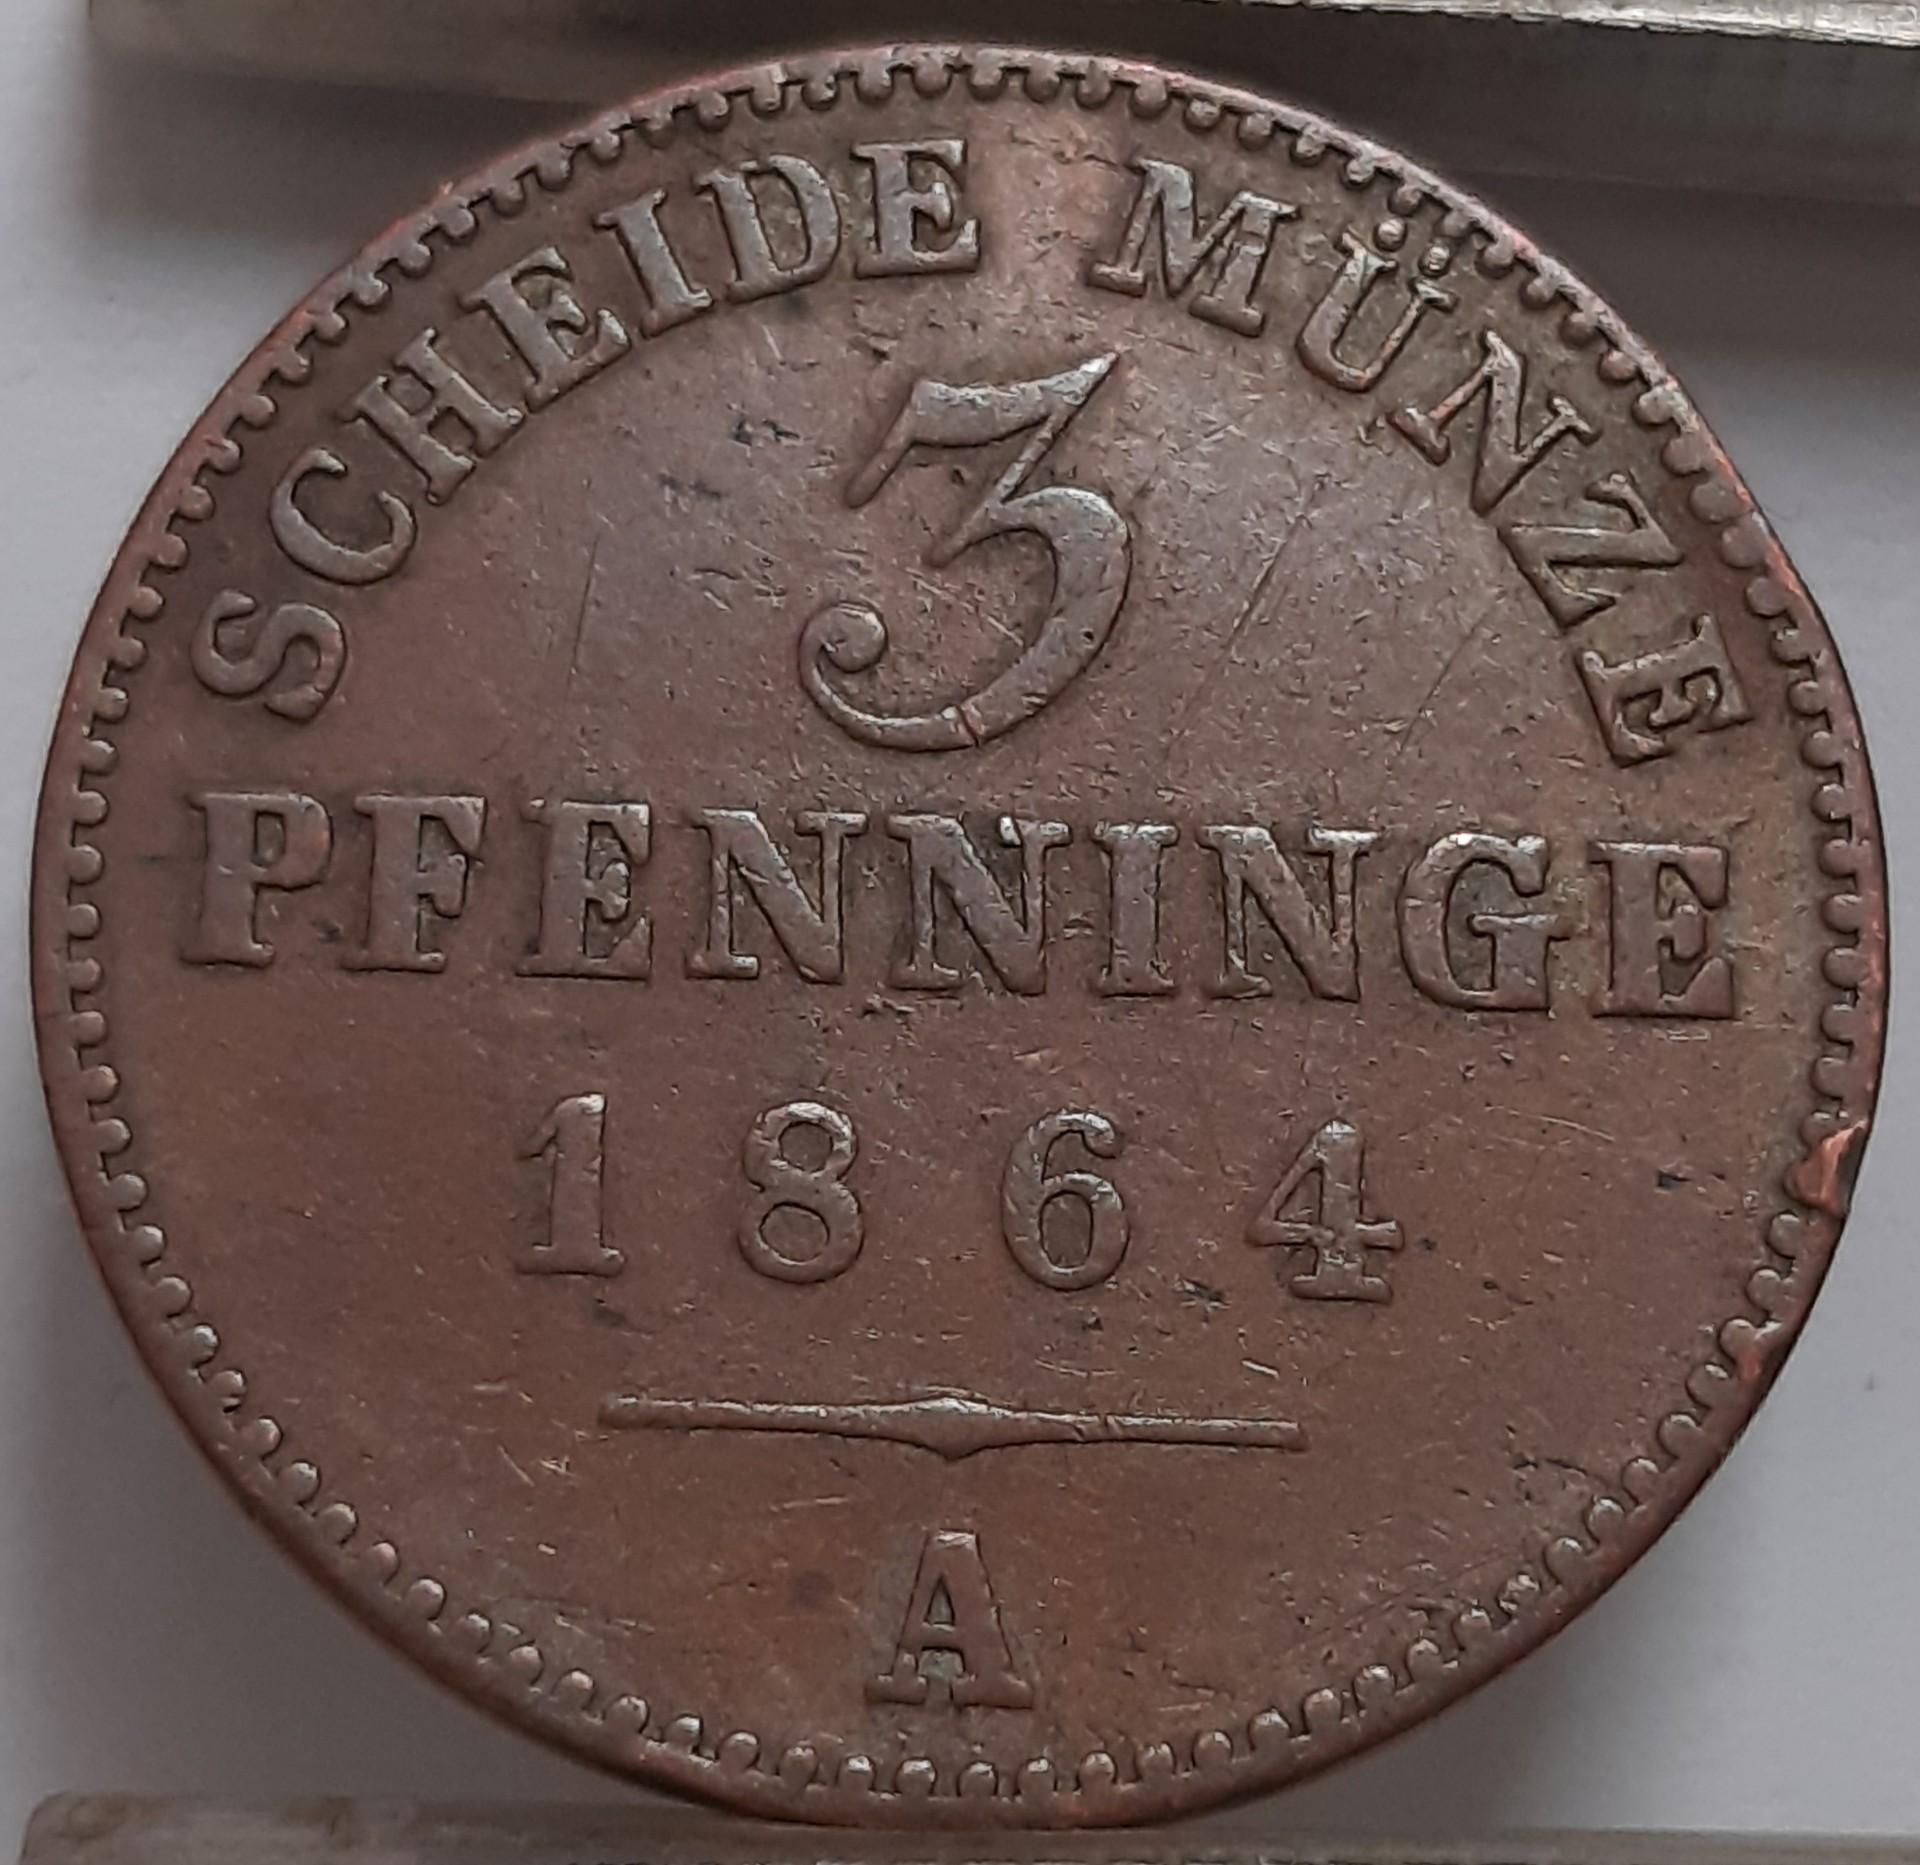 SCHEIDE MÜNZE
3
PFENNINGE
1864
A